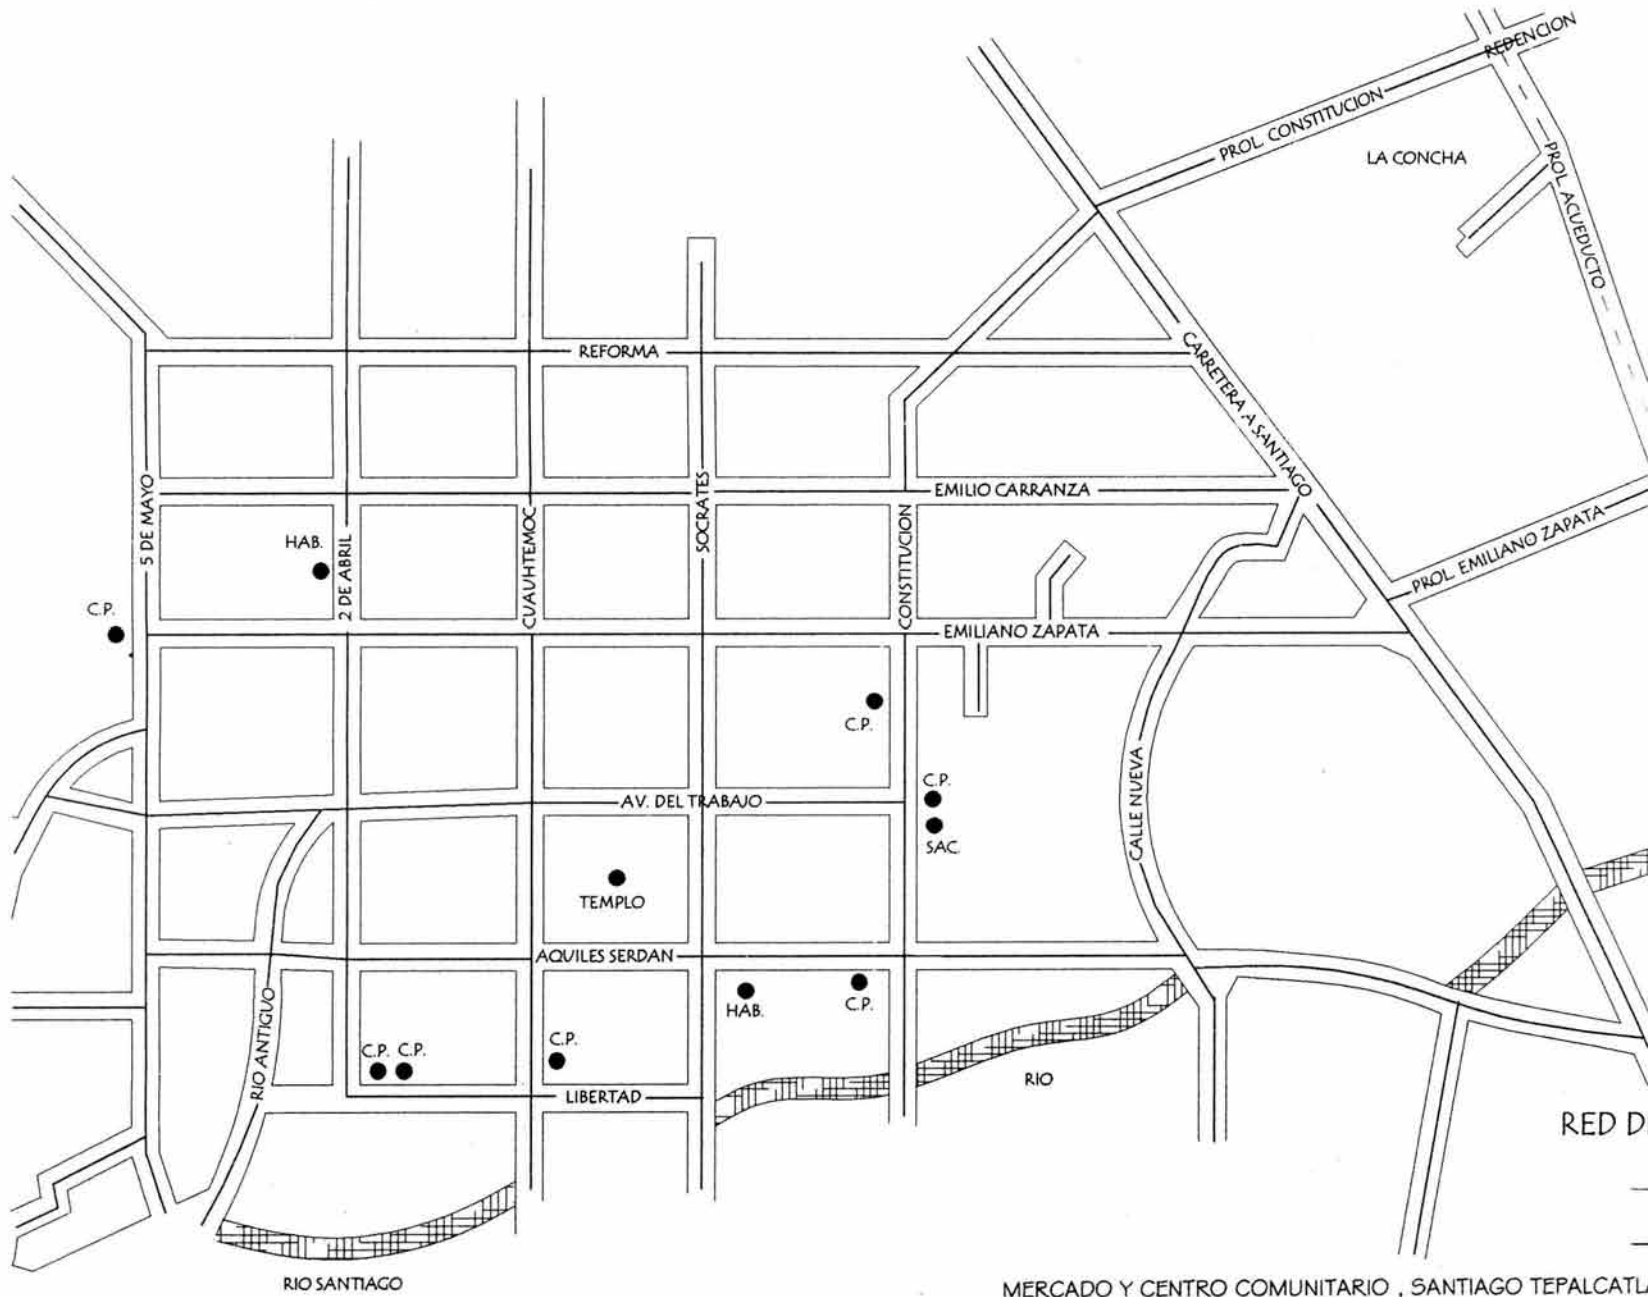 REDENCION
PROL. CONSTITUCION
LA CONCHA
PROL. ACUEDUCTO
REFORMA
CARRETERA A SANTIAGO
5 DE MAYO
2 DE ABRIL
CUAUHTEMOC
SOCRATES
CONSTITUCION
EMILIO CARRANZA
HAB.
PROL. EMILIANO ZAPATA
C.P.
EMILIANO ZAPATA
C.P.
C.P.
SAC.
CALLE NUEVA
AV. DEL TRABAJO
TEMPLO
AQUILES SERDAN
HAB.
C.P.
RIO ANTIGUO
C.P. C.P.
C.P.
RIO
LIBERTAD
RED
RIO SANTIAGO
MERCADO Y CENTRO COMUNITARIO , SANTIAGO